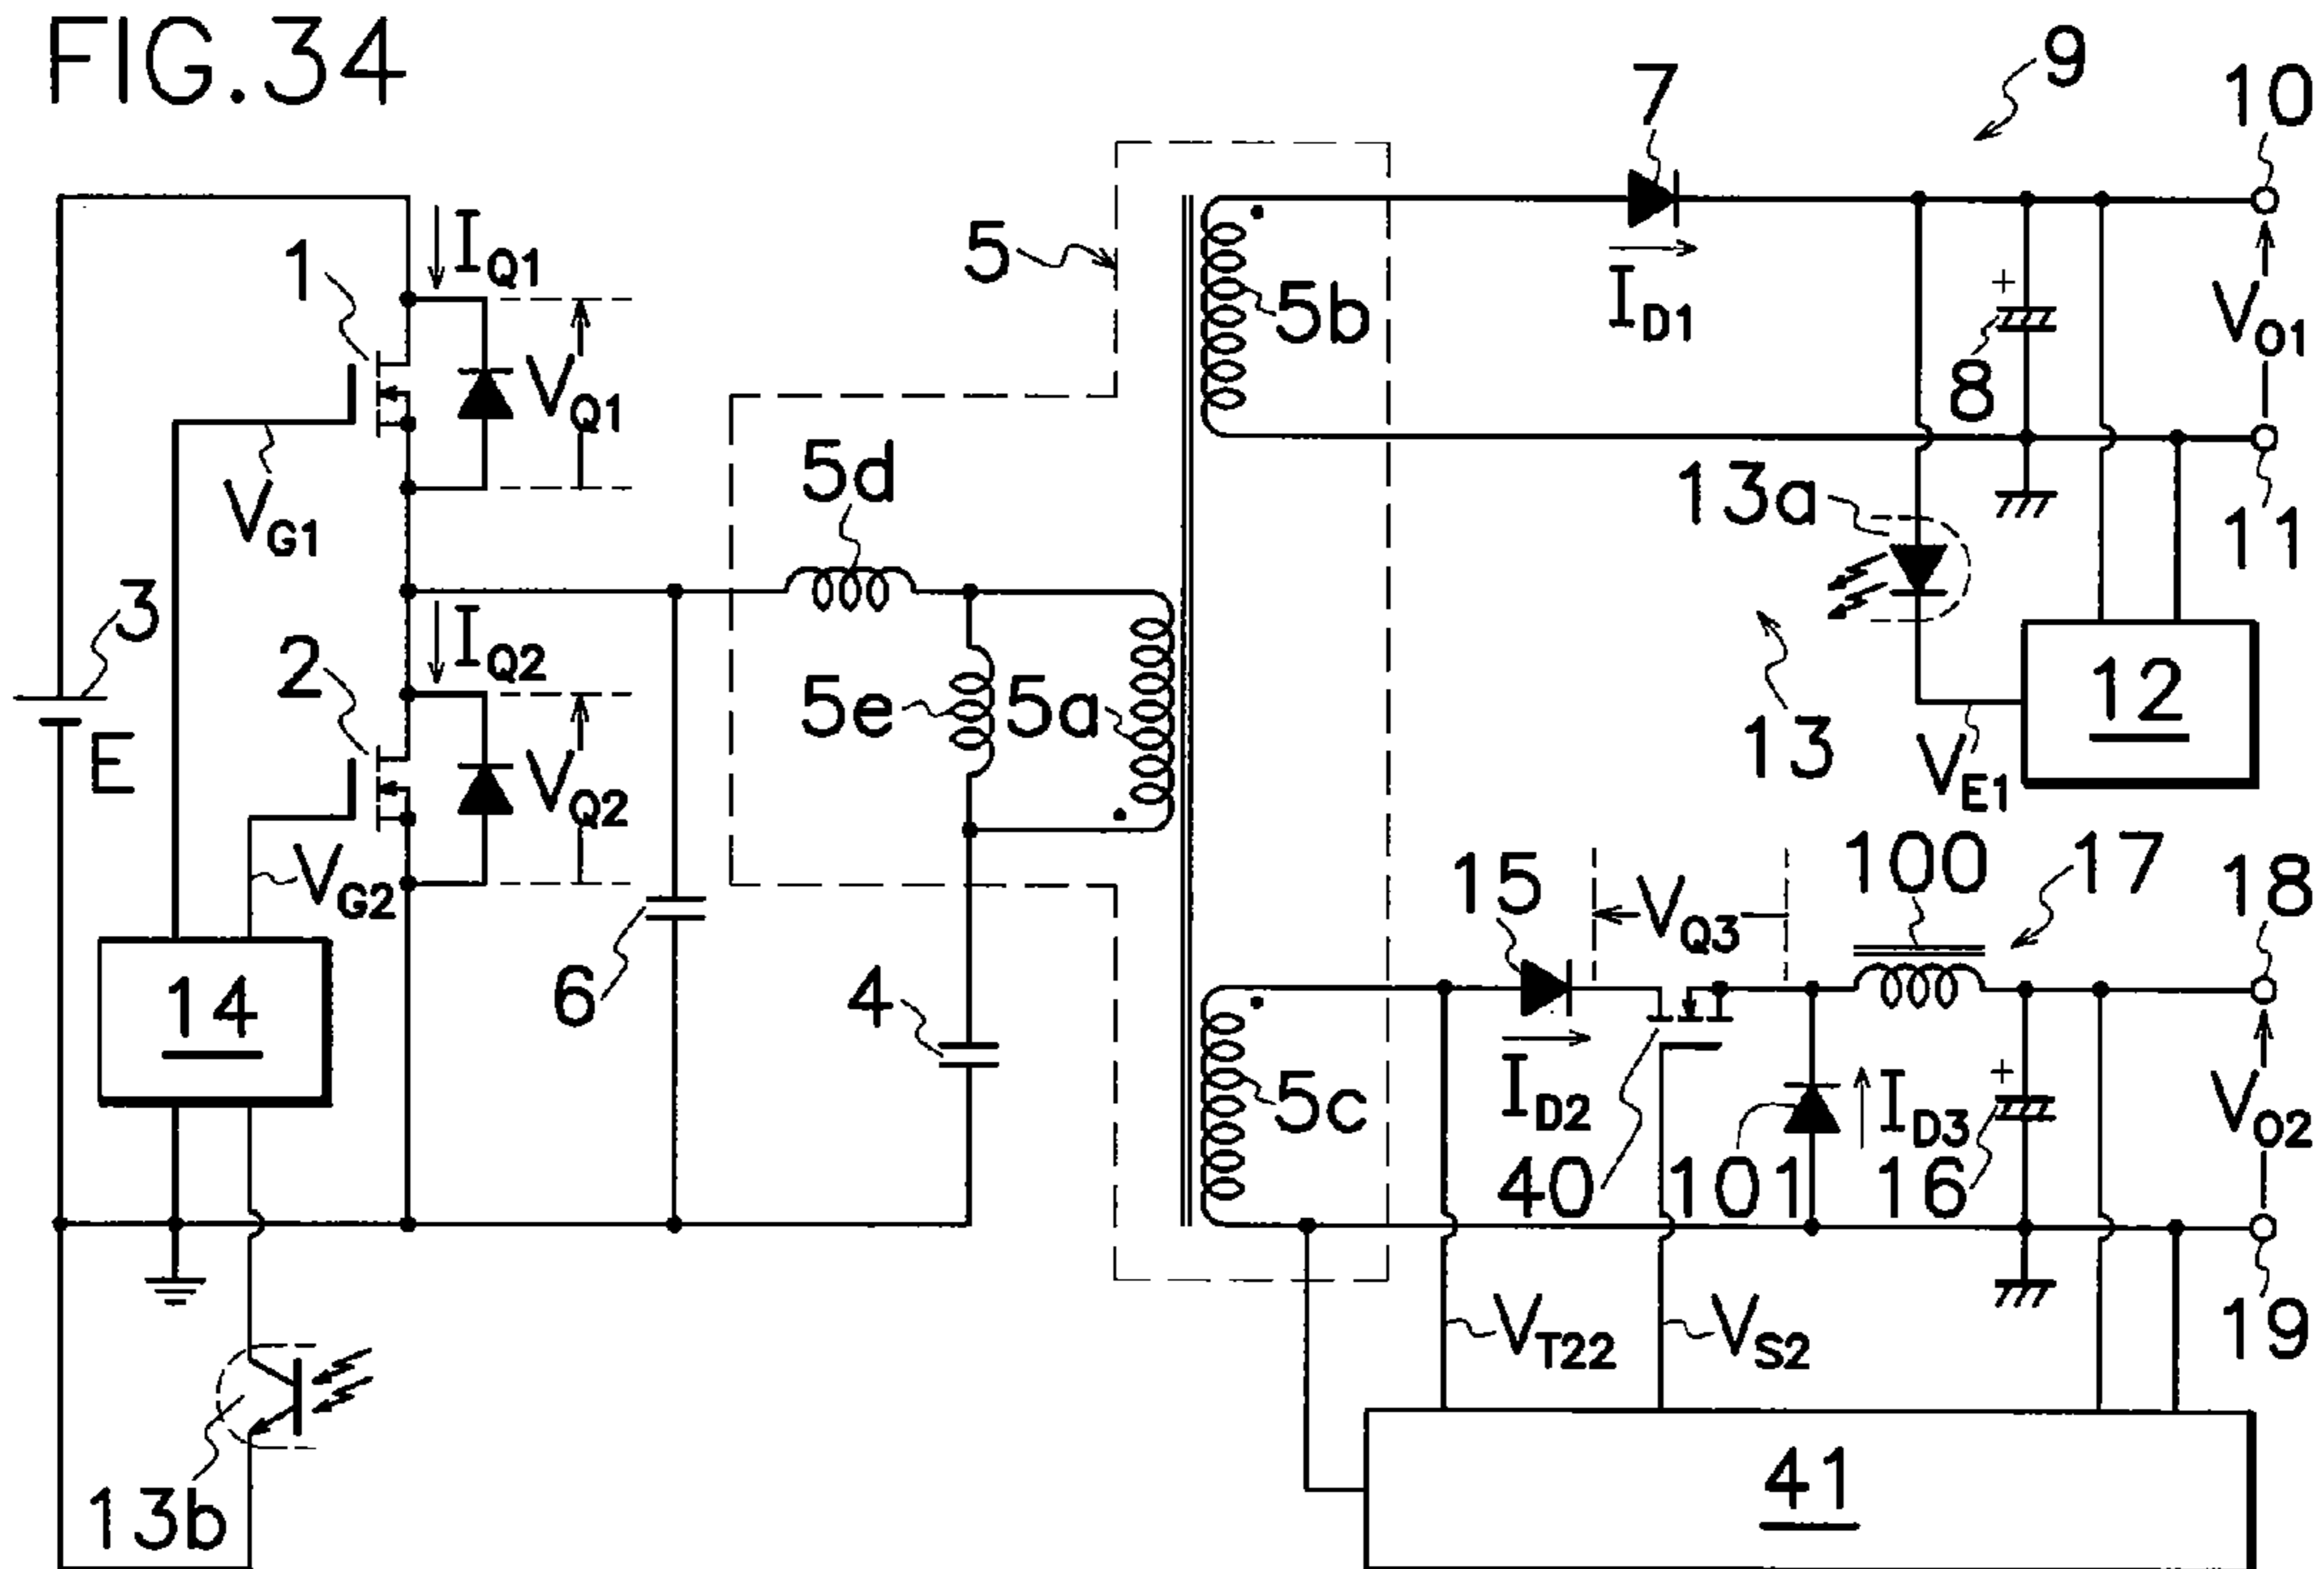 FIG.34
9
7
10
1
I_Q1
5
5b
I_D1
+
8
V_O1
V_Q1
5d
13a
11
V_G1
3
2
I_Q2
5e
5a
12
E
V_Q2
13
V_E1
V_G2
15
V_Q3
100
17
18
14
6
4
5c
I_D2
40
101
I_D3
+
16
V_O2
V_T22
V_S2
19
13b
41